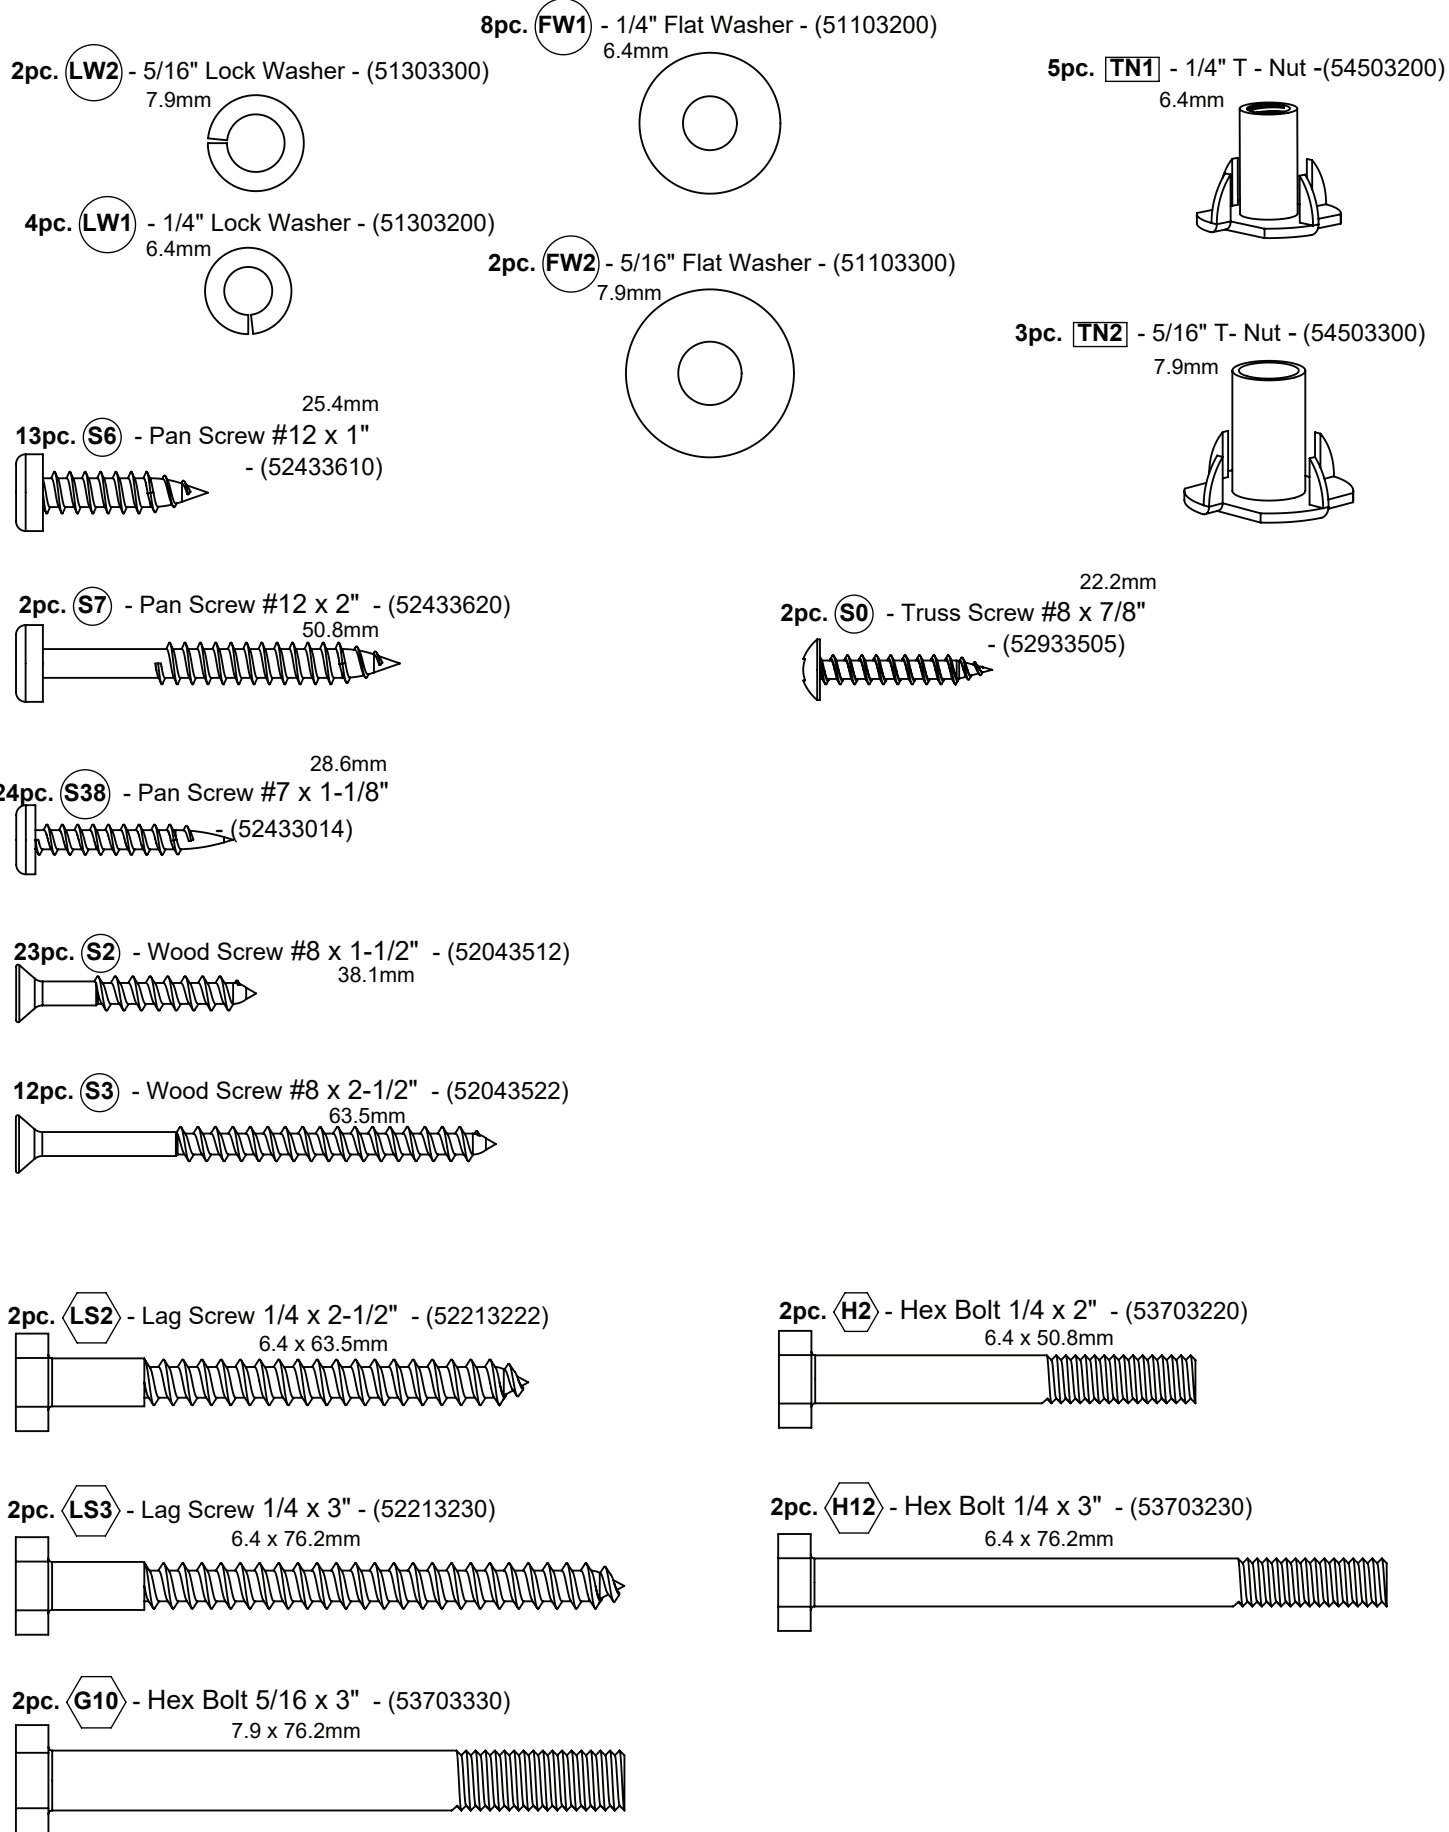 8pc. FW1 - 1/4" Flat Washer - (51103200)
6.4mm
2pc. LW2 - 5/16" Lock Washer - (51303300)
7.9mm
5pc. TN1 - 1/4" T - Nut -(54503200)
6.4mm
4pc. LW1 - 1/4" Lock Washer - (51303200)
6.4mm
2pc. FW2 - 5/16" Flat Washer - (51103300)
7.9mm
3pc. TN2 - 5/16" T- Nut - (54503300)
7.9mm
25.4mm
13pc. S6 - Pan Screw #12 x 1"
- (52433610)
2pc. S7 - Pan Screw #12 x 2" - (52433620)
50.8mm
22.2mm
2pc. S0 - Truss Screw #8 x 7/8"
- (52933505)
28.6mm
24pc. S38 - Pan Screw #7 x 1-1/8"
- (52433014)
23pc. S2 - Wood Screw #8 x 1-1/2" - (52043512)
38.1mm
12pc. S3 - Wood Screw #8 x 2-1/2" - (52043522)
63.5mm
2pc. LS2 - Lag Screw 1/4 x 2-1/2" - (52213222)
6.4 x 63.5mm
2pc. H2 - Hex Bolt 1/4 x 2" - (53703220)
6.4 x 50.8mm
2pc. LS3 - Lag Screw 1/4 x 3" - (52213230)
6.4 x 76.2mm
2pc. H12 - Hex Bolt 1/4 x 3" - (53703230)
6.4 x 76.2mm
2pc. G10 - Hex Bolt 5/16 x 3" - (53703330)
7.9 x 76.2mm